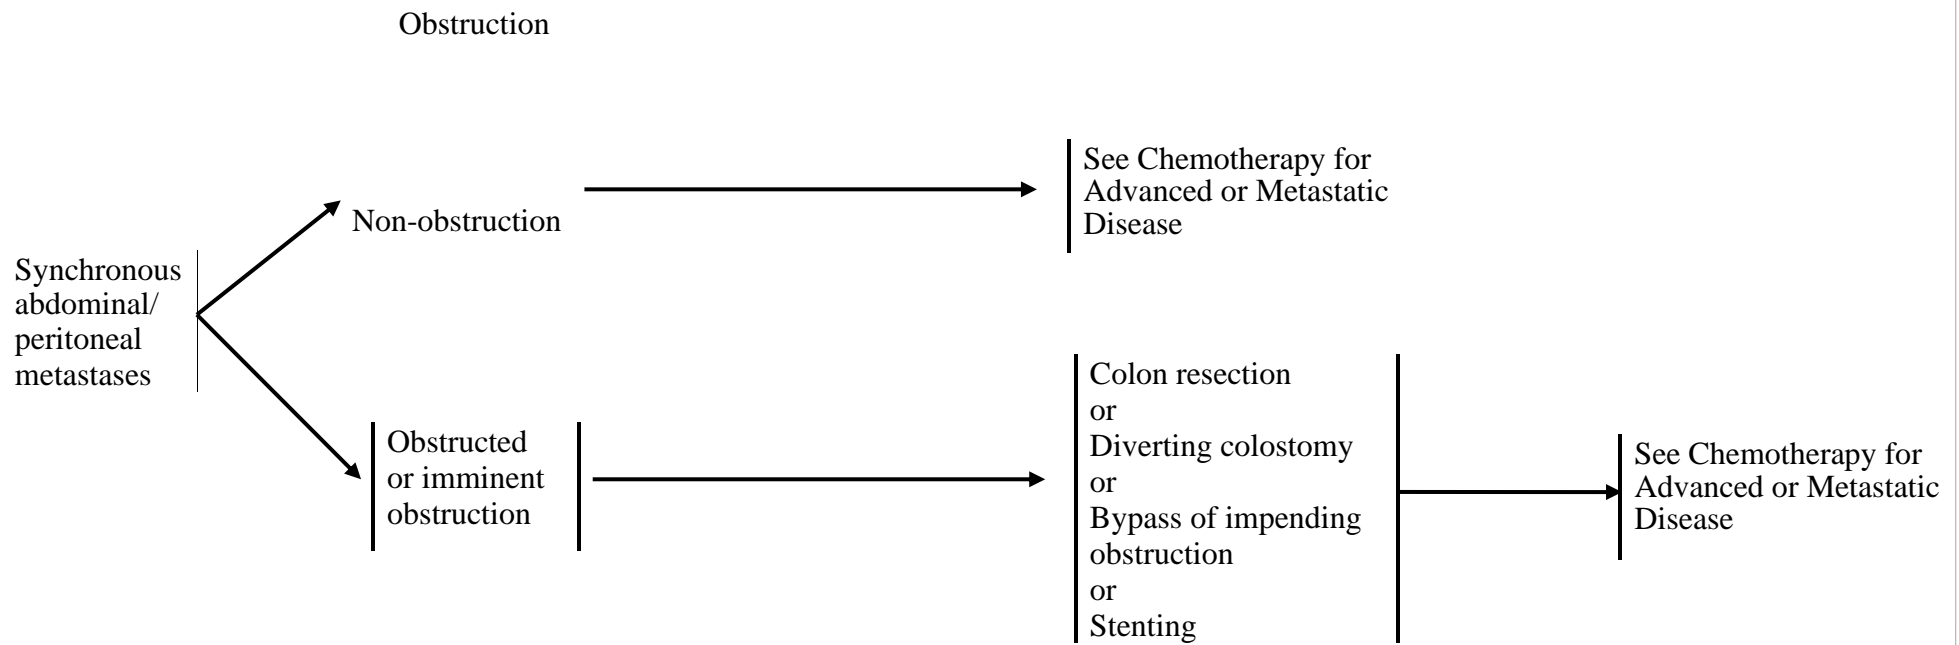 Obstruction
Non-obstruction
See Chemotherapy for
Advanced or Metastatic
Disease
Synchronous
abdominal/
peritoneal
metastases
Obstructed
or imminent
obstruction
Colon resection
or
Diverting colostomy
or
Bypass of impending
obstruction
or
Stenting
See Chemotherapy for
Advanced or Metastatic
Disease